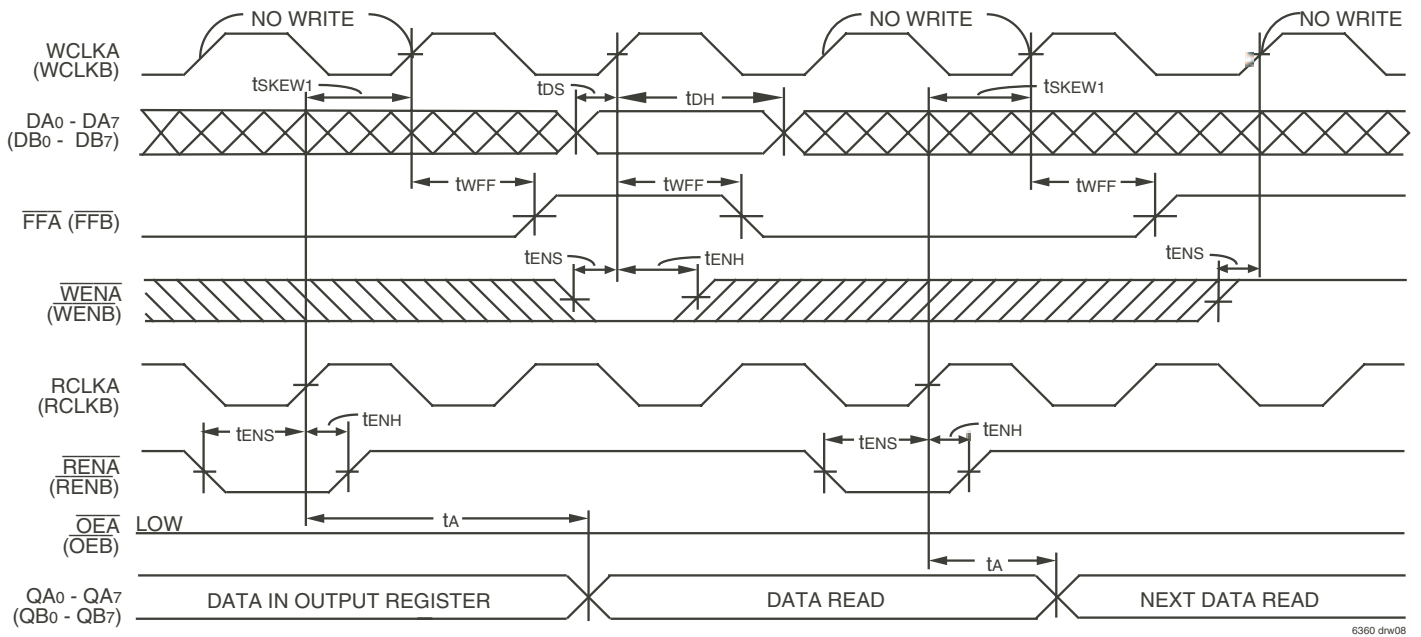 NO WRITE NO WRITE NO WRITE
WCLKA
(WCLKB)
tSKEW1 tDS tDH tSKEW1
DA0 - DA7
(DB0 - DB7)
tWFF tWFF tWFF
FFA (FFB)
tENS tENH tENS
WENA
(WENB)
RCLKA
(RCLKB)
tENS tENH tENS tENH
RENA
(RENB)
tA
OEA LOW
(OEB)
tA
QA0 - QA7
(QB0 - QB7)
DATA IN OUTPUT REGISTER DATA READ NEXT DATA READ
6360 drw08